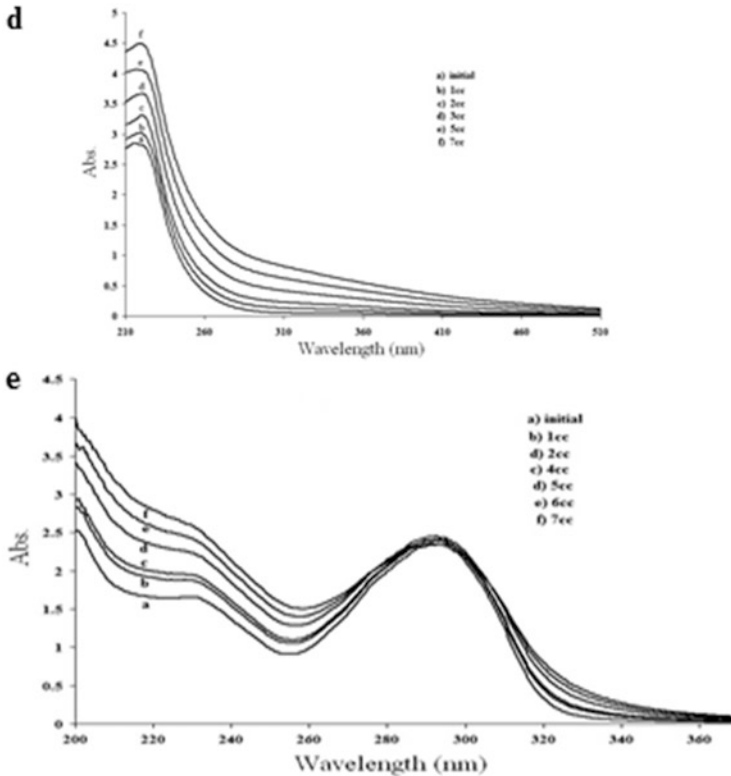 d
5
4.5
4
3.5
3
2.5
2
1.5
1
0.5
0
Abs.
f
e
d
c
b
a
a) initial
b) 1cc
c) 2cc
d) 3cc
e) 5cc
f) 7cc
210 260 310 360 410 460 510
Wavelength (nm)
e
4.5
4
3.5
3
2.5
2
1.5
1
0.5
0
Abs.
f
e
d
c
b
a
a) initial
b) 1cc
d) 2cc
c) 4cc
d) 5cc
e) 6cc
f) 7cc
200 220 240 260 280 300 320 340 360
Wavelength (nm)